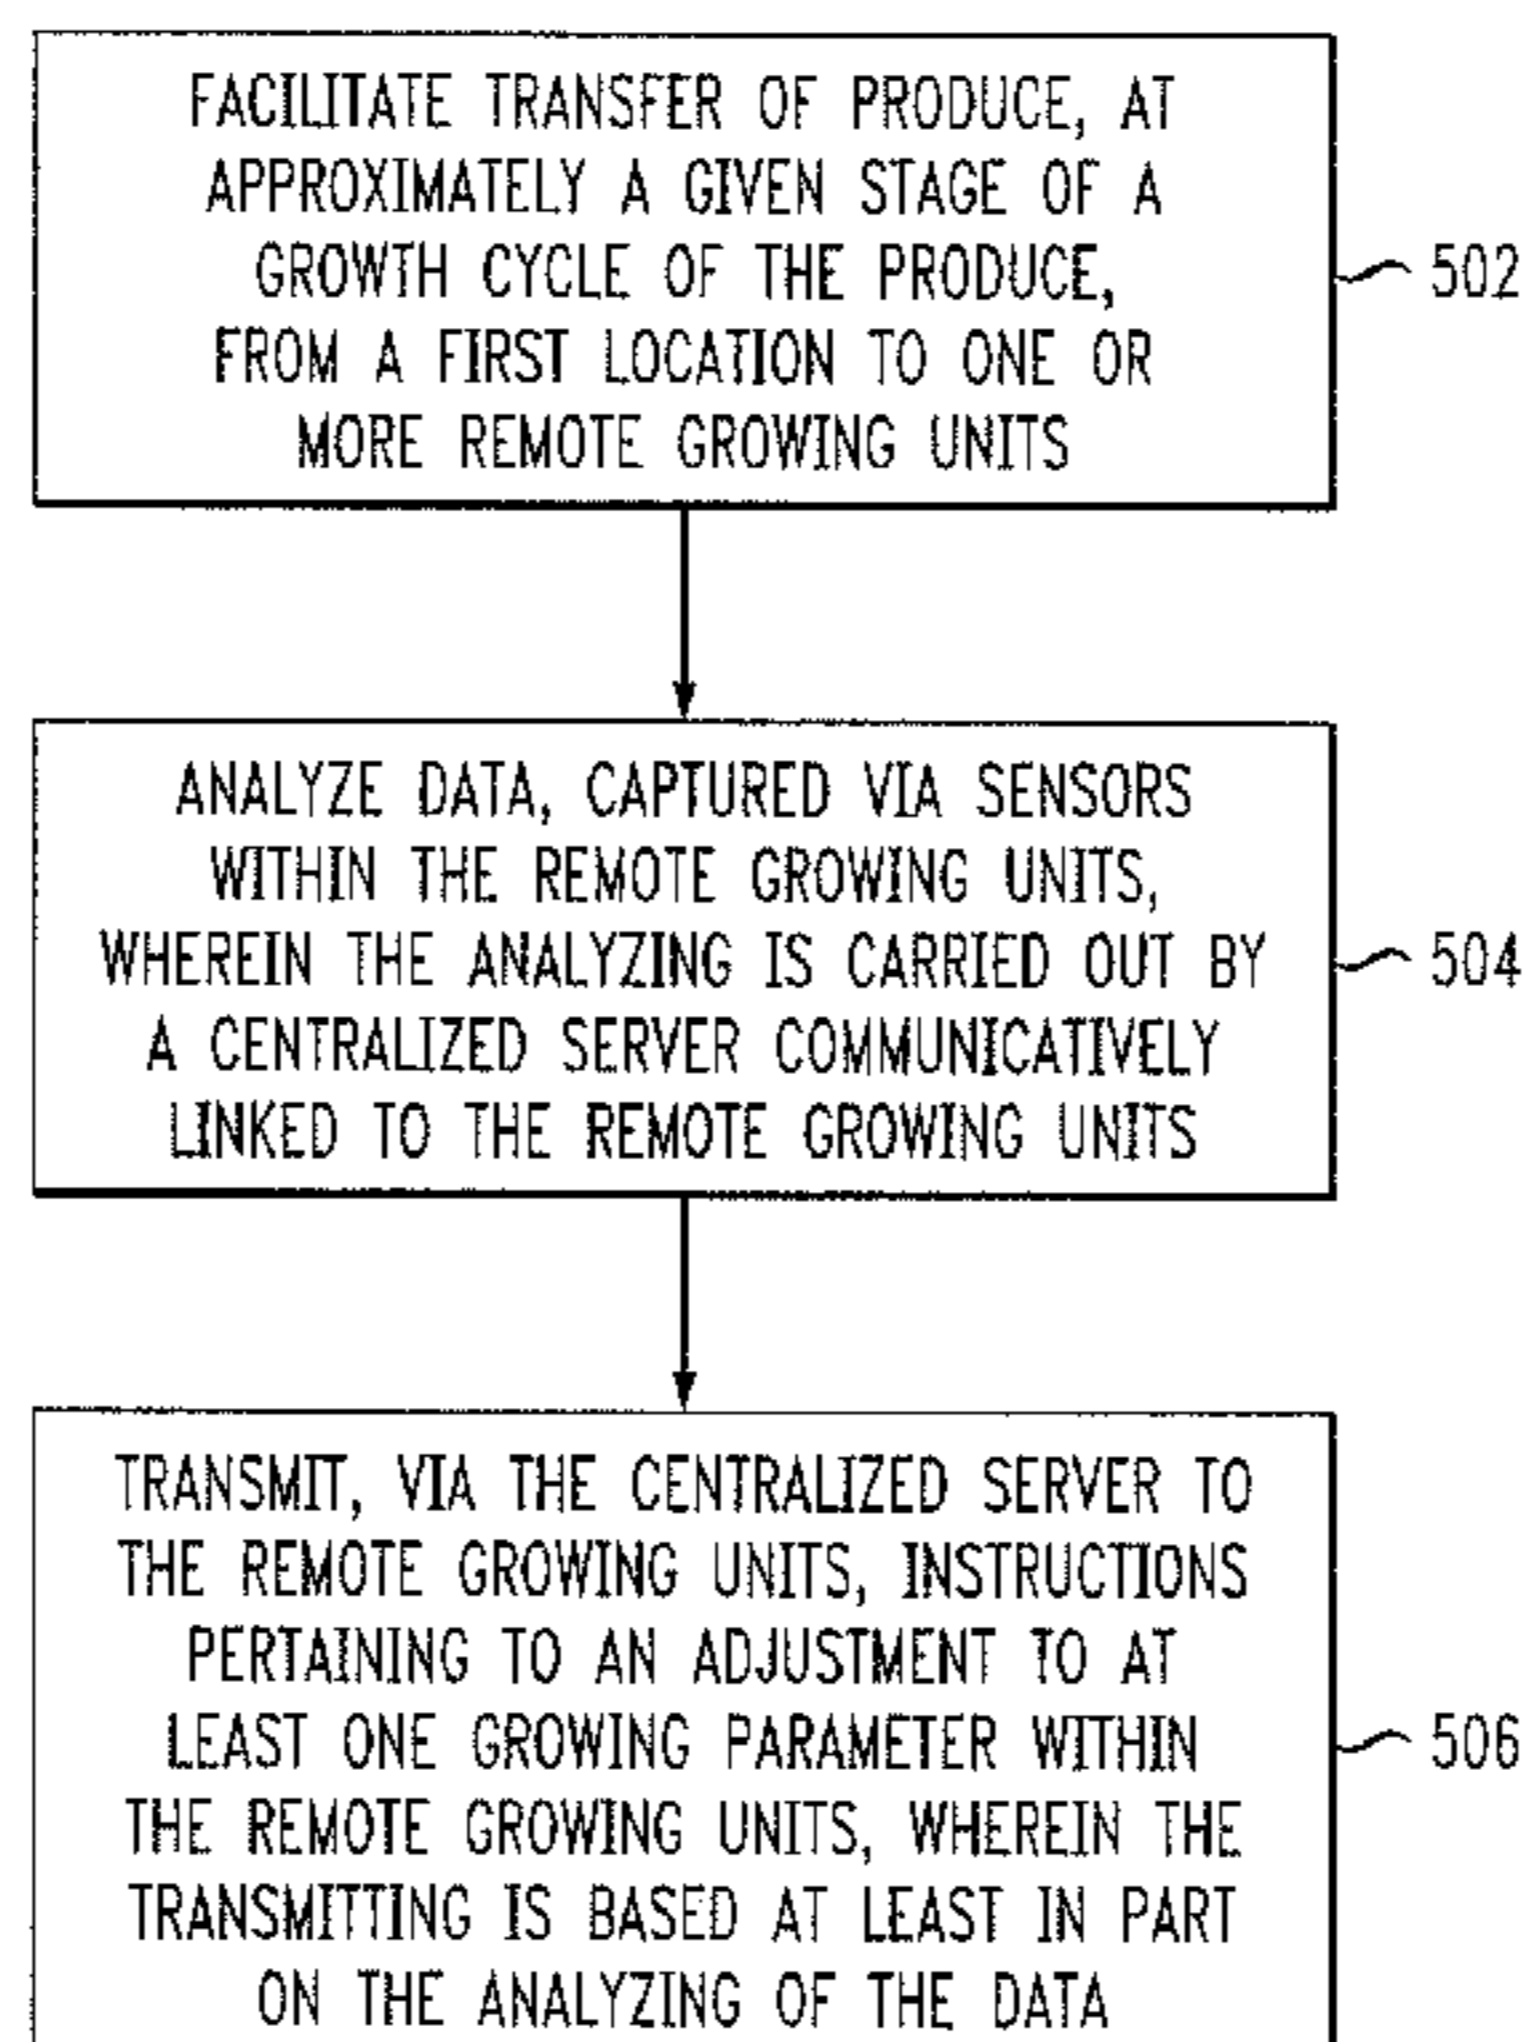 FACILITATE TRANSFER OF PRODUCE, AT
APPROXIMATELY A GIVEN STAGE OF A
GROWTH CYCLE OF THE PRODUCE,
FROM A FIRST LOCATION TO ONE OR
MORE REMOTE GROWING UNITS
502
ANALYZE DATA, CAPTURED VIA SENSORS
WITHIN THE REMOTE GROWING UNITS,
WHEREIN THE ANALYZING IS CARRIED OUT BY
A CENTRALIZED SERVER COMMUNICATIVELY
LINKED TO THE REMOTE GROWING UNITS
504
TRANSMIT, VIA THE CENTRALIZED SERVER TO
THE REMOTE GROWING UNITS, INSTRUCTIONS
PERTAINING TO AN ADJUSTMENT TO AT
LEAST ONE GROWING PARAMETER WITHIN
THE REMOTE GROWING UNITS, WHEREIN THE
TRANSMITTING IS BASED AT LEAST IN PART
ON THE ANALYZING OF THE DATA
506